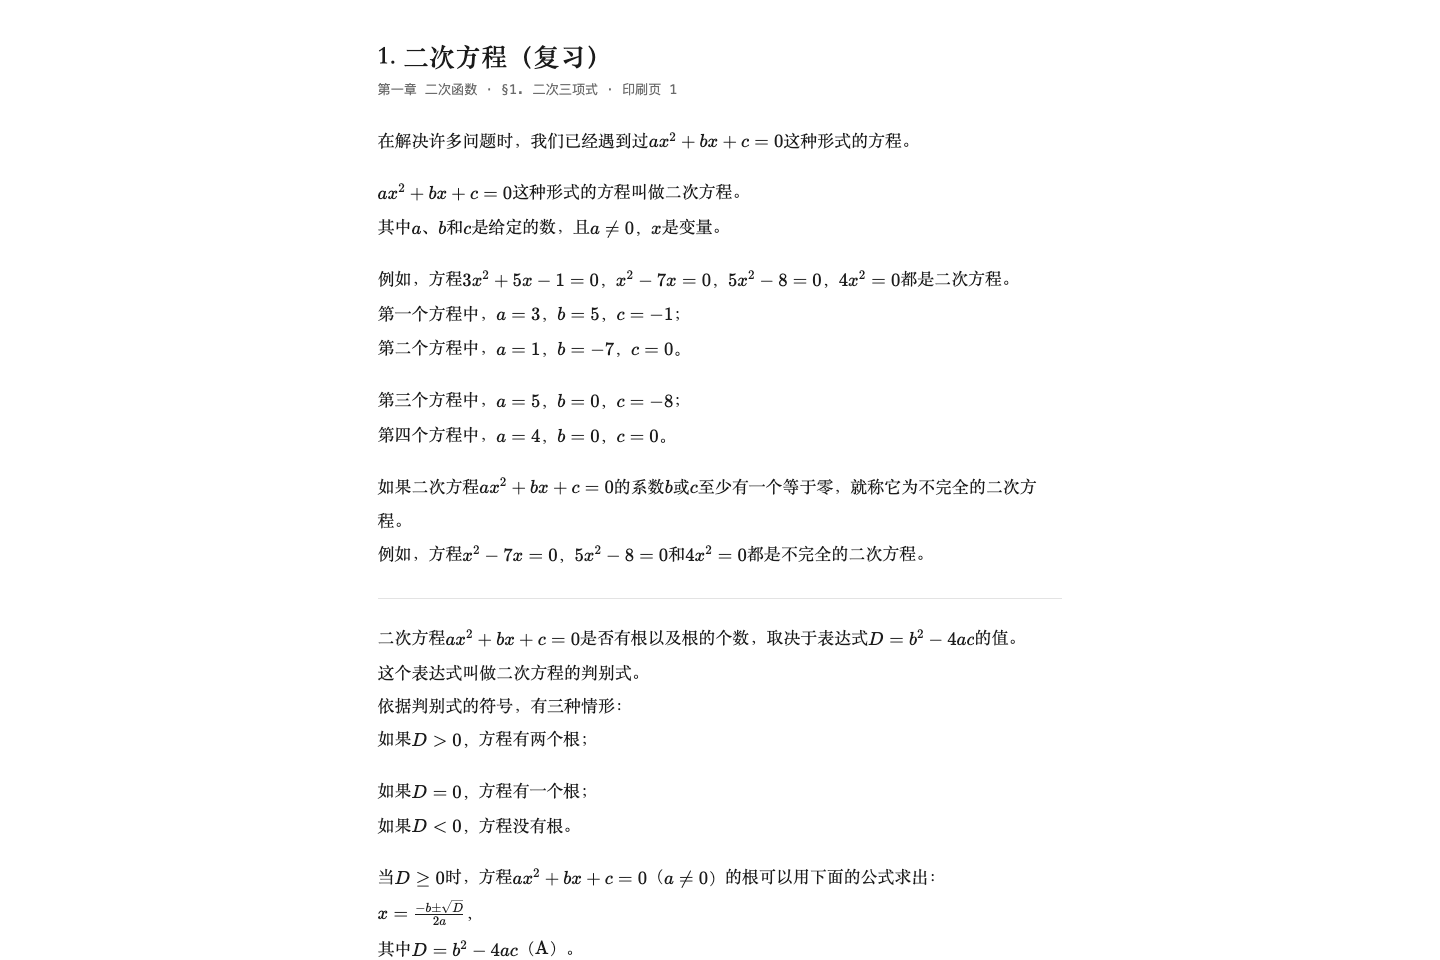 1. 二次方程（复习）
第一章 二次函数 · §1. 二次三项式 · 印刷页 1
在解决许多问题时，我们已经遇到过ax² + bx + c = 0这种形式的方程。
ax² + bx + c = 0这种形式的方程叫做二次方程。
其中a、b和c是给定的数，且a ≠ 0，x是变量。
例如，方程3x² + 5x − 1 = 0，x² − 7x = 0，5x² − 8 = 0，4x² = 0都是二次方程。
第一个方程中，a = 3，b = 5，c = −1；
第二个方程中，a = 1，b = −7，c = 0。
第三个方程中，a = 5，b = 0，c = −8；
第四个方程中，a = 4，b = 0，c = 0。
如果二次方程ax² + bx + c = 0的系数b或c至少有一个等于零，就称它为不完全的二次方
程。
例如，方程x² − 7x = 0，5x² − 8 = 0和4x² = 0都是不完全的二次方程。
二次方程ax² + bx + c = 0是否有根以及根的个数，取决于表达式D = b² − 4ac的值。
这个表达式叫做二次方程的判别式。
依据判别式的符号，有三种情形：
如果D > 0，方程有两个根；
如果D = 0，方程有一个根；
如果D < 0，方程没有根。
当D ≥ 0时，方程ax² + bx + c = 0（a ≠ 0）的根可以用下面的公式求出：
x = (−b±√D)/(2a)，
其中D = b² − 4ac（A）。